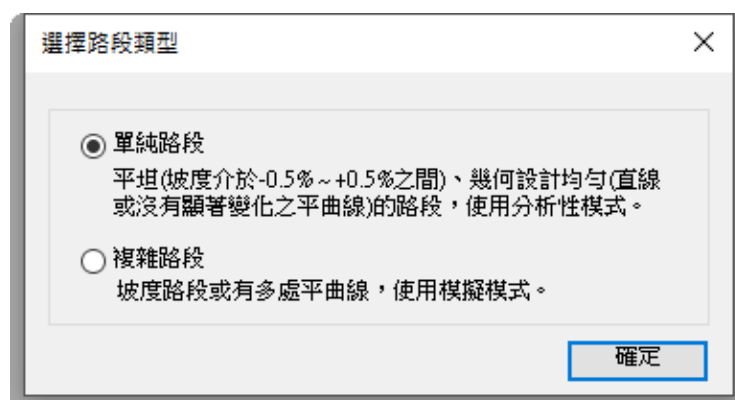 選擇路段類型
單純路段
平坦(坡度介於-0.5%~+0.5%之間)、幾何設計均勻(直線
或沒有顯著變化之平曲線)的路段，使用分析性模式。
複雜路段
坡度路段或有多處平曲線，使用模擬模式。
確定